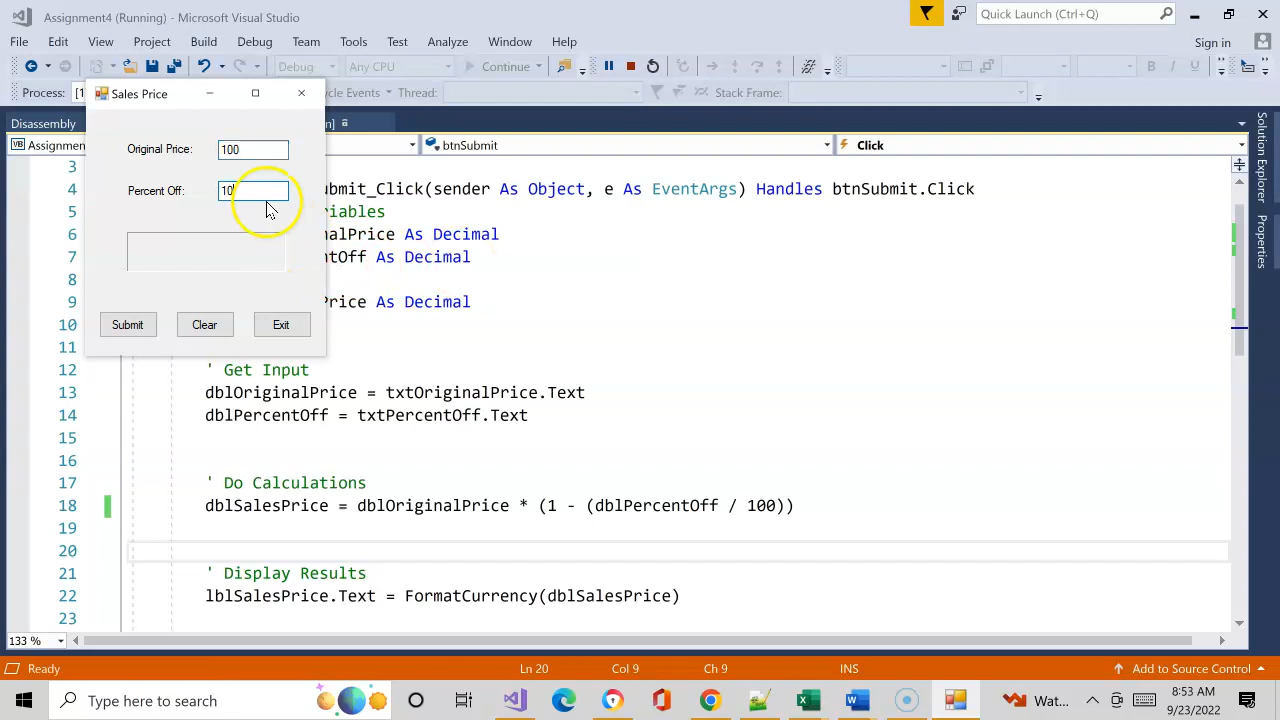 Assignment4 (Running) - Microsoft Visual Studio
Quick Launch (Ctrl+Q)
File Edit View Project Build Debug Team Tools Test Analyze Window Help
Sign in
Debug Any CPU Continue
Process: [1 cycle Events Thread: Stack Frame:
Sales Price
Disassembly n]
Assignmen btnSubmit Click
Original Price: 100
Percent Off: 10
Submit Clear Exit
3
4 ubmit_Click(sender As Object, e As EventArgs) Handles btnSubmit.Click
5 riables
6 nalPrice As Decimal
7 ntOff As Decimal
8
9 Price As Decimal
10
11
12 ' Get Input
13 dblOriginalPrice = txtOriginalPrice.Text
14 dblPercentOff = txtPercentOff.Text
15
16
17 ' Do Calculations
18 dblSalesPrice = dblOriginalPrice * (1 - (dblPercentOff / 100))
19
20
21 ' Display Results
22 lblSalesPrice.Text = FormatCurrency(dblSalesPrice)
23
133 %
Solution Explorer
Properties
Ready Ln 20 Col 9 Ch 9 INS Add to Source Control
Type here to search
Wat...
8:53 AM
9/23/2022